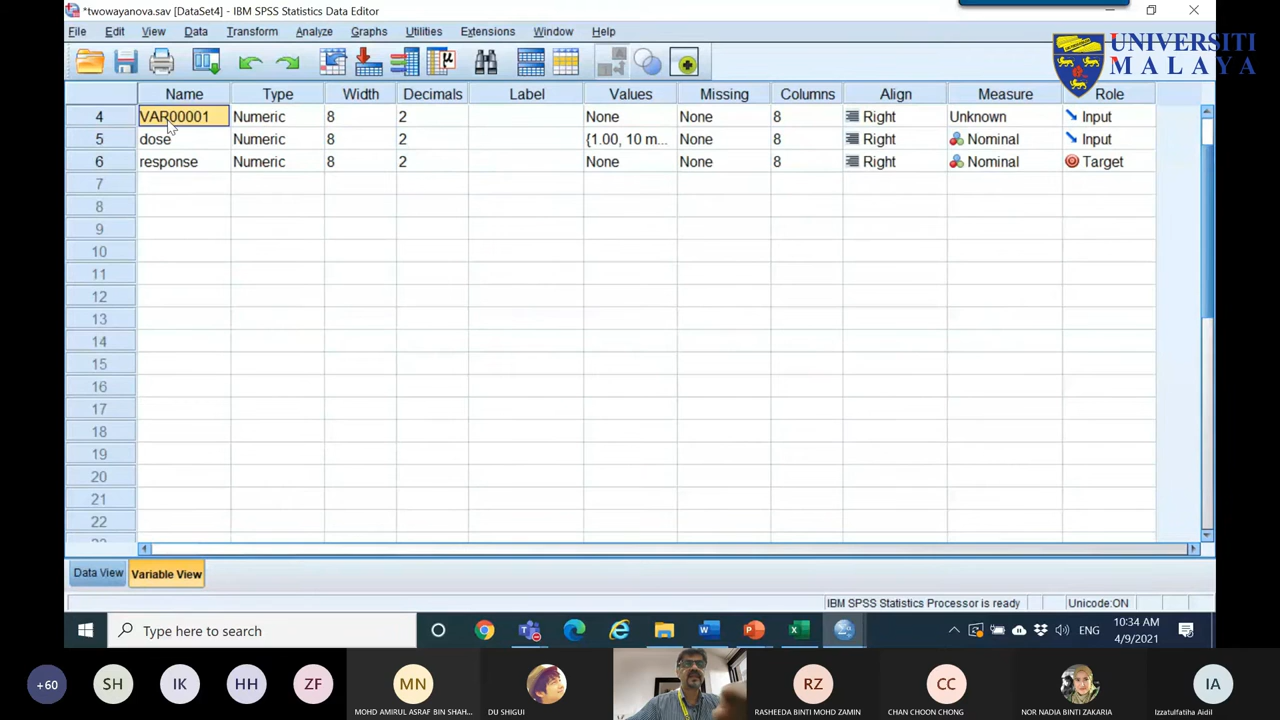 *twowayanova.sav [DataSet4] - IBM SPSS Statistics Data Editor
File Edit View Data Transform Analyze Graphs Utilities Extensions Window Help
UNIVERSITI
MALAYA
Name Type Width Decimals Label Values Missing Columns Align Measure Role
4 VAR00001 Numeric 8 2 None None 8 Right Unknown Input
5 dose Numeric 8 2 {1.00, 10 m... None 8 Right Nominal Input
6 response Numeric 8 2 None None 8 Right Nominal Target
7
8
9
10
11
12
13
14
15
16
17
18
19
20
21
22
Data View Variable View
IBM SPSS Statistics Processor is ready Unicode:ON
Type here to search
ENG
10:34 AM
4/9/2021
+60 SH IK HH ZF MN RZ CC IA
MOHD AMIRUL ASRAF BIN SHAH... DU SHIGUI RASHEEDA BINTI MOHD ZAMIN CHAN CHOON CHONG NOR NADIA BINTI ZAKARIA Izzatulfatiha Aidil